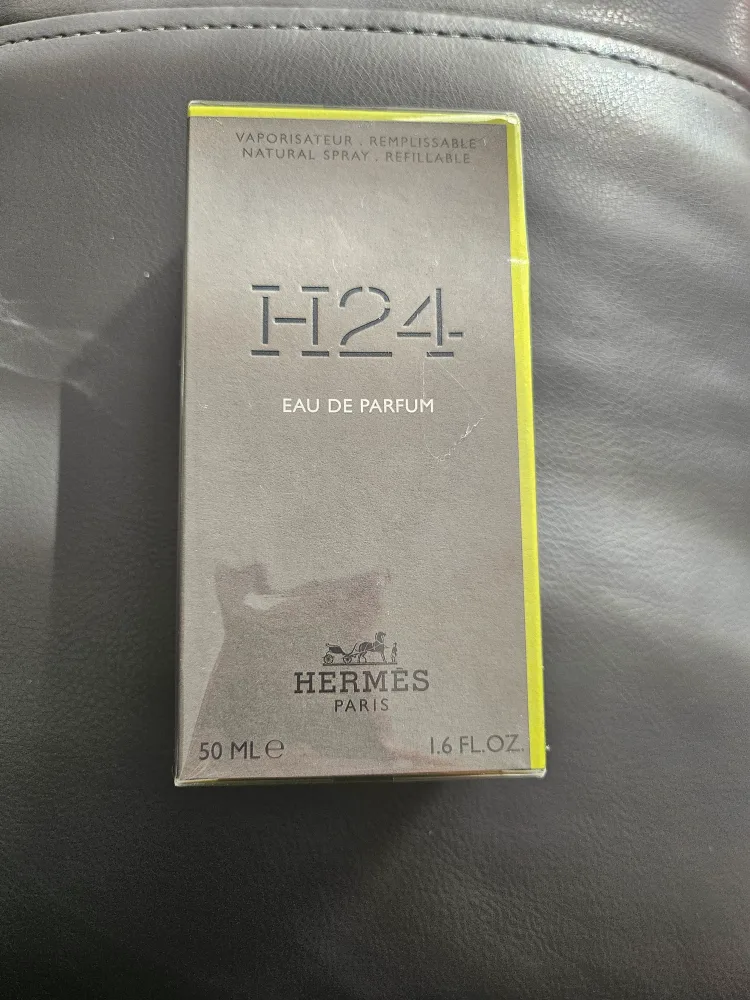 VAPORISATEUR . REMPLISSABLE
NATURAL SPRAY . REFILLABLE
H24
EAU DE PARFUM
HERMÈS
PARIS
50 ML ℮ 1.6 FL.OZ.